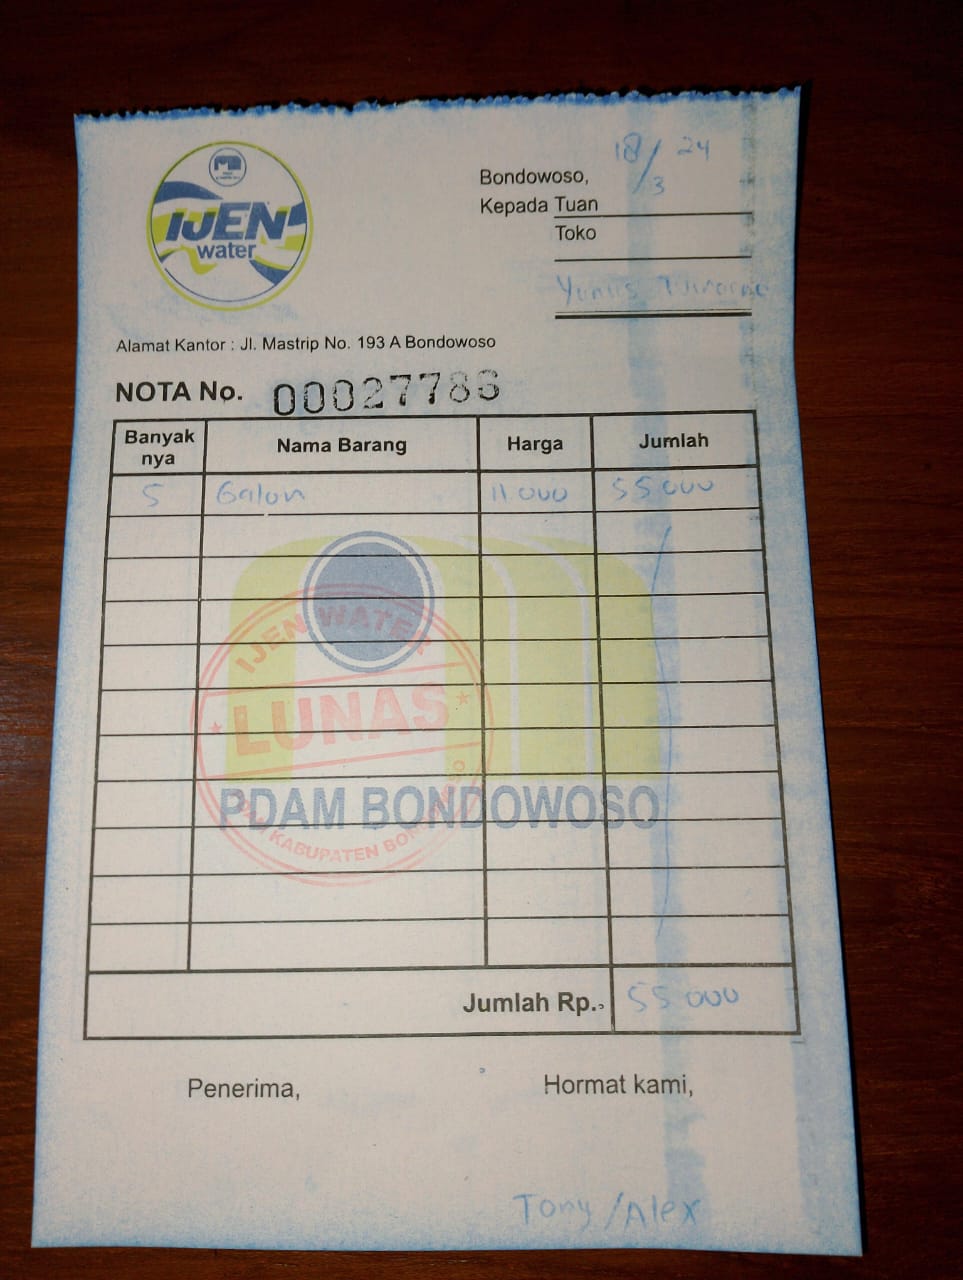 18/3 24
Bondowoso,
Kepada Tuan
Toko
Yunus
IJEN
water
Alamat Kantor : Jl. Mastrip No. 193 A Bondowoso
NOTA No. 00027786
Banyak nya Nama Barang Harga Jumlah
5 Galon 11 000 55 000
IJEN WATER
LUNAS
PDAM BONDOWOSO
KABUPATEN BONDOWOSO
Jumlah Rp. 55 000
Penerima, Hormat kami,
Tony/Alex